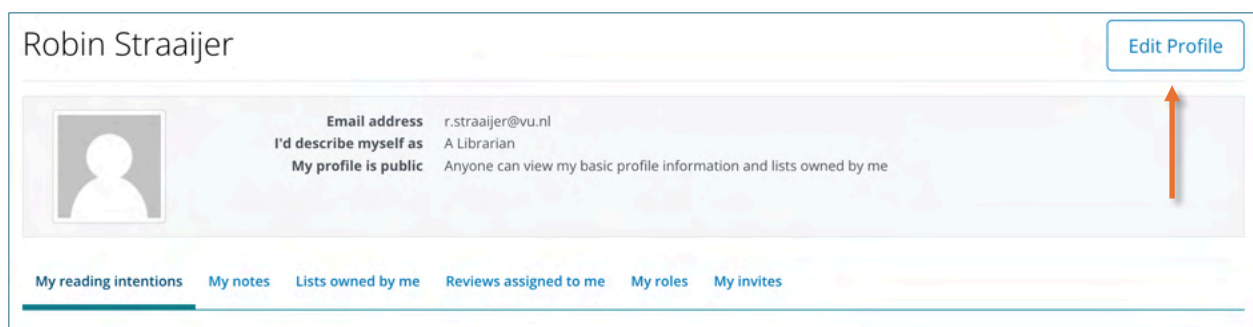 Robin Straaijer
Edit Profile
Email address r.straaijer@vu.nl
I'd describe myself as A Librarian
My profile is public Anyone can view my basic profile information and lists owned by me
My reading intentions My notes Lists owned by me Reviews assigned to me My roles My invites